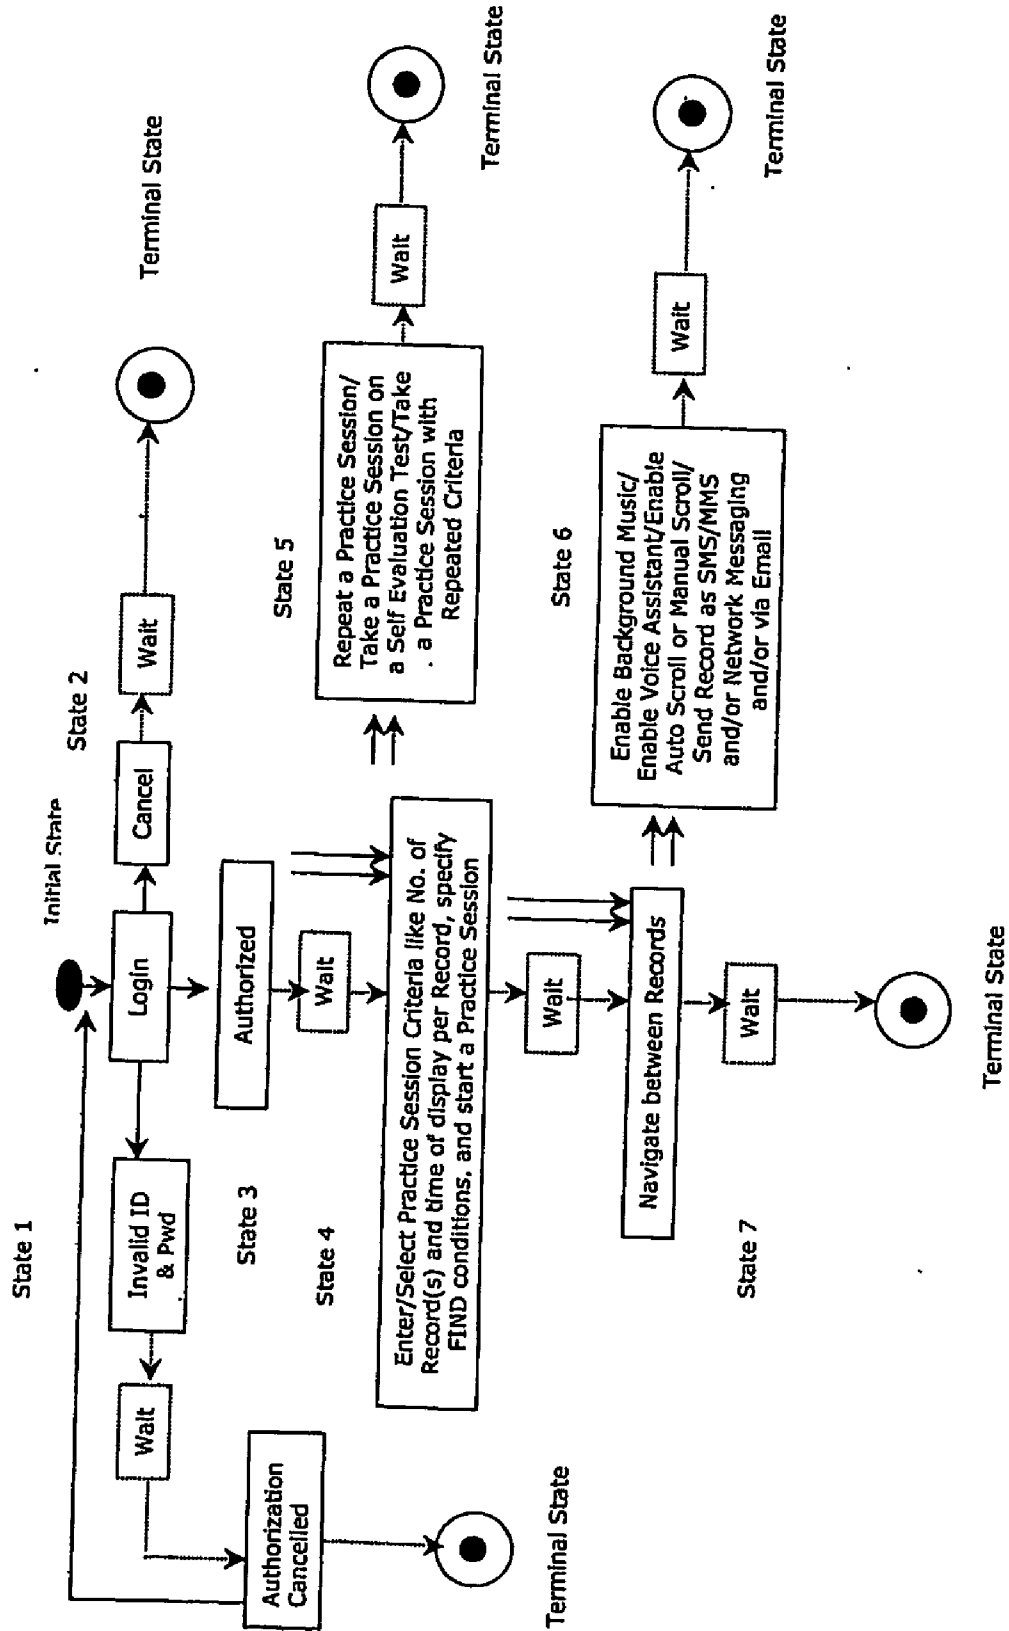 Initial State
State 1
State 2
Login
Cancel
Wait
Terminal State
Invalid ID
& Pwd
Wait
Authorization
Cancelled
Terminal State
State 3
Authorized
Wait
State 4
Enter/Select Practice Session Criteria like No. of
Record(s) and time of display per Record, specify
FIND conditions, and start a Practice Session
Wait
State 5
Repeat a Practice Session/
Take a Practice Session on
a Self Evaluation Test/Take
a Practice Session with
Repeated Criteria
Wait
Terminal State
Navigate between Records
State 6
Enable Background Music/
Enable Voice Assistant/Enable
Auto Scroll or Manual Scroll/
Send Record as SMS/MMS
and/or Network Messaging
and/or via Email
Wait
Terminal State
State 7
Wait
Terminal State